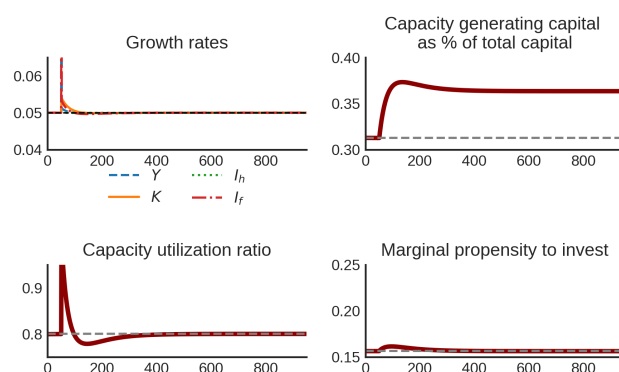 Growth rates
0.06
0.05
0.04
0 200 400 600 800
Y
K
I_h
I_f
Capacity generating capital
as % of total capital
0.40
0.35
0.30
0 200 400 600 800
Capacity utilization ratio
0.9
0.8
0 200 400 600 800
Marginal propensity to invest
0.25
0.20
0.15
0 200 400 600 800